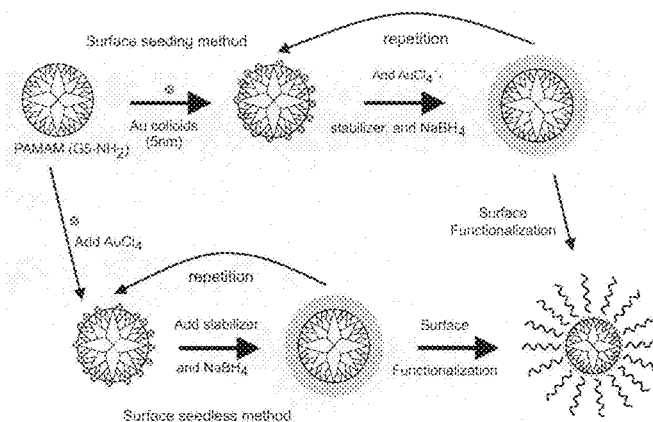 Surface seeding method
repetition
Au colloids
(5nm)
Add AuCl4-,
stabilizer, and NaBH4
PAMAM (G5-NH2)
Surface
Functionalization
Add AuCl4
repetition
Add stabilizer
and NaBH4
Surface
Functionalization
Surface seedless method